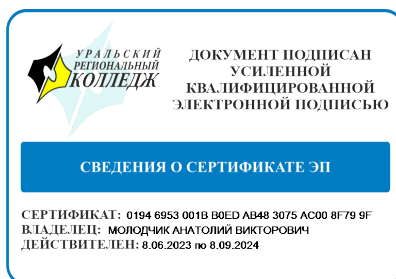 УРАЛЬСКИЙ
РЕГИОНАЛЬНЫЙ
КОЛЛЕДЖ
ДОКУМЕНТ ПОДПИСАН
УСИЛЕННОЙ
КВАЛИФИЦИРОВАННОЙ
ЭЛЕКТРОННОЙ ПОДПИСЬЮ
СВЕДЕНИЯ О СЕРТИФИКАТЕ ЭП
СЕРТИФИКАТ: 0194 6953 001B B0ED AB48 3075 AC00 8F79 9F
ВЛАДЕЛЕЦ: МОЛОДЧИК АНАТОЛИЙ ВИКТОРОВИЧ
ДЕЙСТВИТЕЛЕН: 8.06.2023 по 8.09.2024